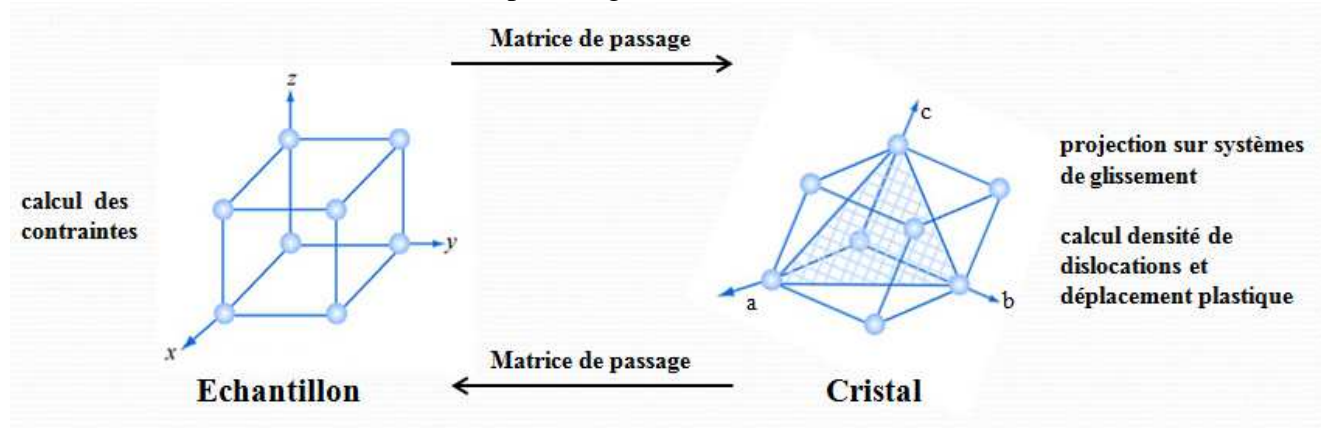 Matrice de passage
z
c
projection sur systèmes
de glissement
calcul des
contraintes
y
calcul densité de
dislocations et
déplacement plastique
a
b
x
Matrice de passage
Echantillon
Cristal